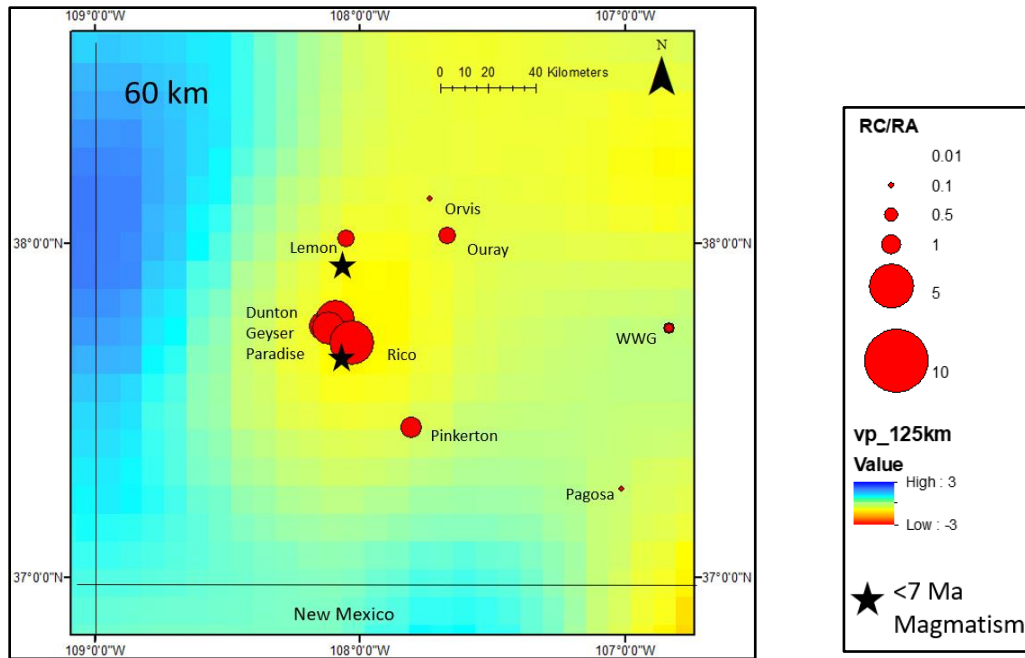 109°0'0"W
108°0'0"W
107°0'0"W
60 km
0 10 20 40 Kilometers
N
Orvis
38°0'0"N
38°0'0"N
Lemon
Ouray
Dunton
Geyser
Paradise
Rico
WWG
Pinkerton
Pagosa
37°0'0"N
37°0'0"N
New Mexico
109°0'0"W
108°0'0"W
107°0'0"W
RC/RA
0.01
0.1
0.5
1
5
10
vp_125km
Value
High : 3
Low : -3
<7 Ma
Magmatism